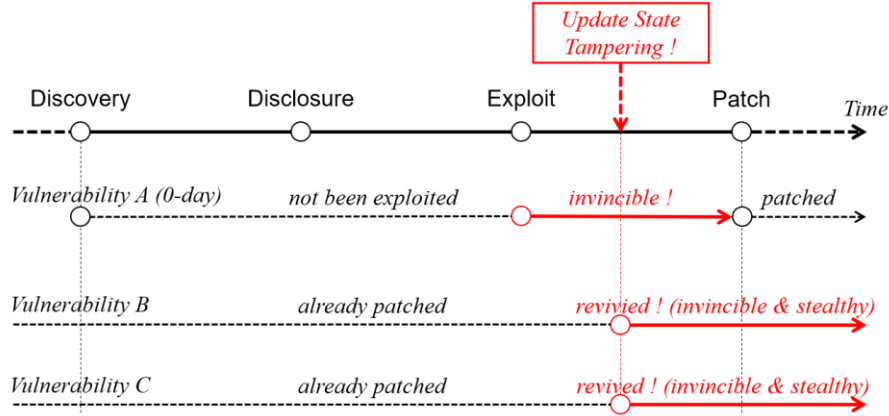 Update State
Tampering !
Discovery Disclosure Exploit Patch Time
Vulnerability A (0-day) not been exploited invincible ! patched
Vulnerability B already patched revivied ! (invincible & stealthy)
Vulnerability C already patched revived ! (invincible & stealthy)